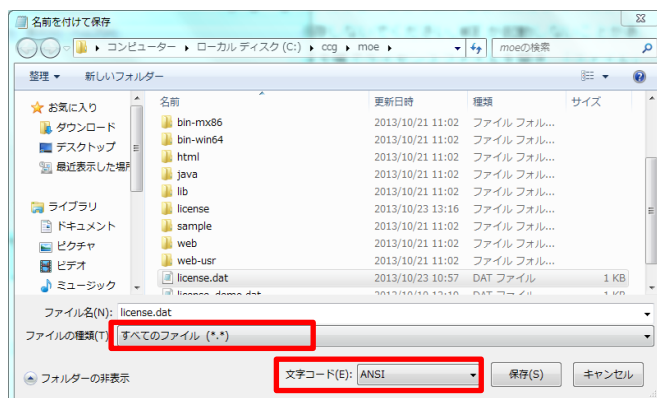 名前を付けて保存
コンピューター ▸ ローカル ディスク (C:) ▸ ccg ▸ moe ▸ moeの検索
整理 ▼ 新しいフォルダー
名前 更新日時 種類 サイズ
お気に入り
ダウンロード
デスクトップ
最近表示した場所
ライブラリ
ドキュメント
ピクチャ
ビデオ
ミュージック
bin-mx86 2013/10/21 11:02 ファイル フォル...
bin-win64 2013/10/21 11:02 ファイル フォル...
html 2013/10/21 11:02 ファイル フォル...
java 2013/10/21 11:02 ファイル フォル...
lib 2013/10/21 11:02 ファイル フォル...
license 2013/10/23 13:16 ファイル フォル...
sample 2013/10/21 11:02 ファイル フォル...
web 2013/10/21 11:02 ファイル フォル...
web-usr 2013/10/21 11:02 ファイル フォル...
license.dat 2013/10/23 10:57 DAT ファイル 1 KB
license_demo.dat
ファイル名(N): license.dat
ファイルの種類(T): すべてのファイル (*.*)
フォルダーの非表示 文字コード(E): ANSI 保存(S) キャンセル